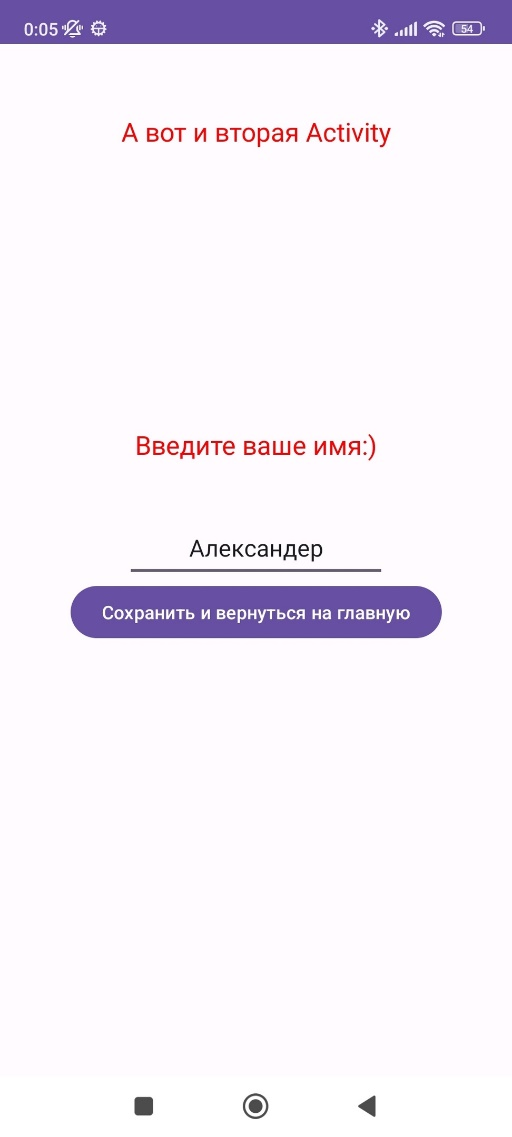 0:05
54
А вот и вторая Activity
Введите ваше имя:)
Александер
Сохранить и вернуться на главную